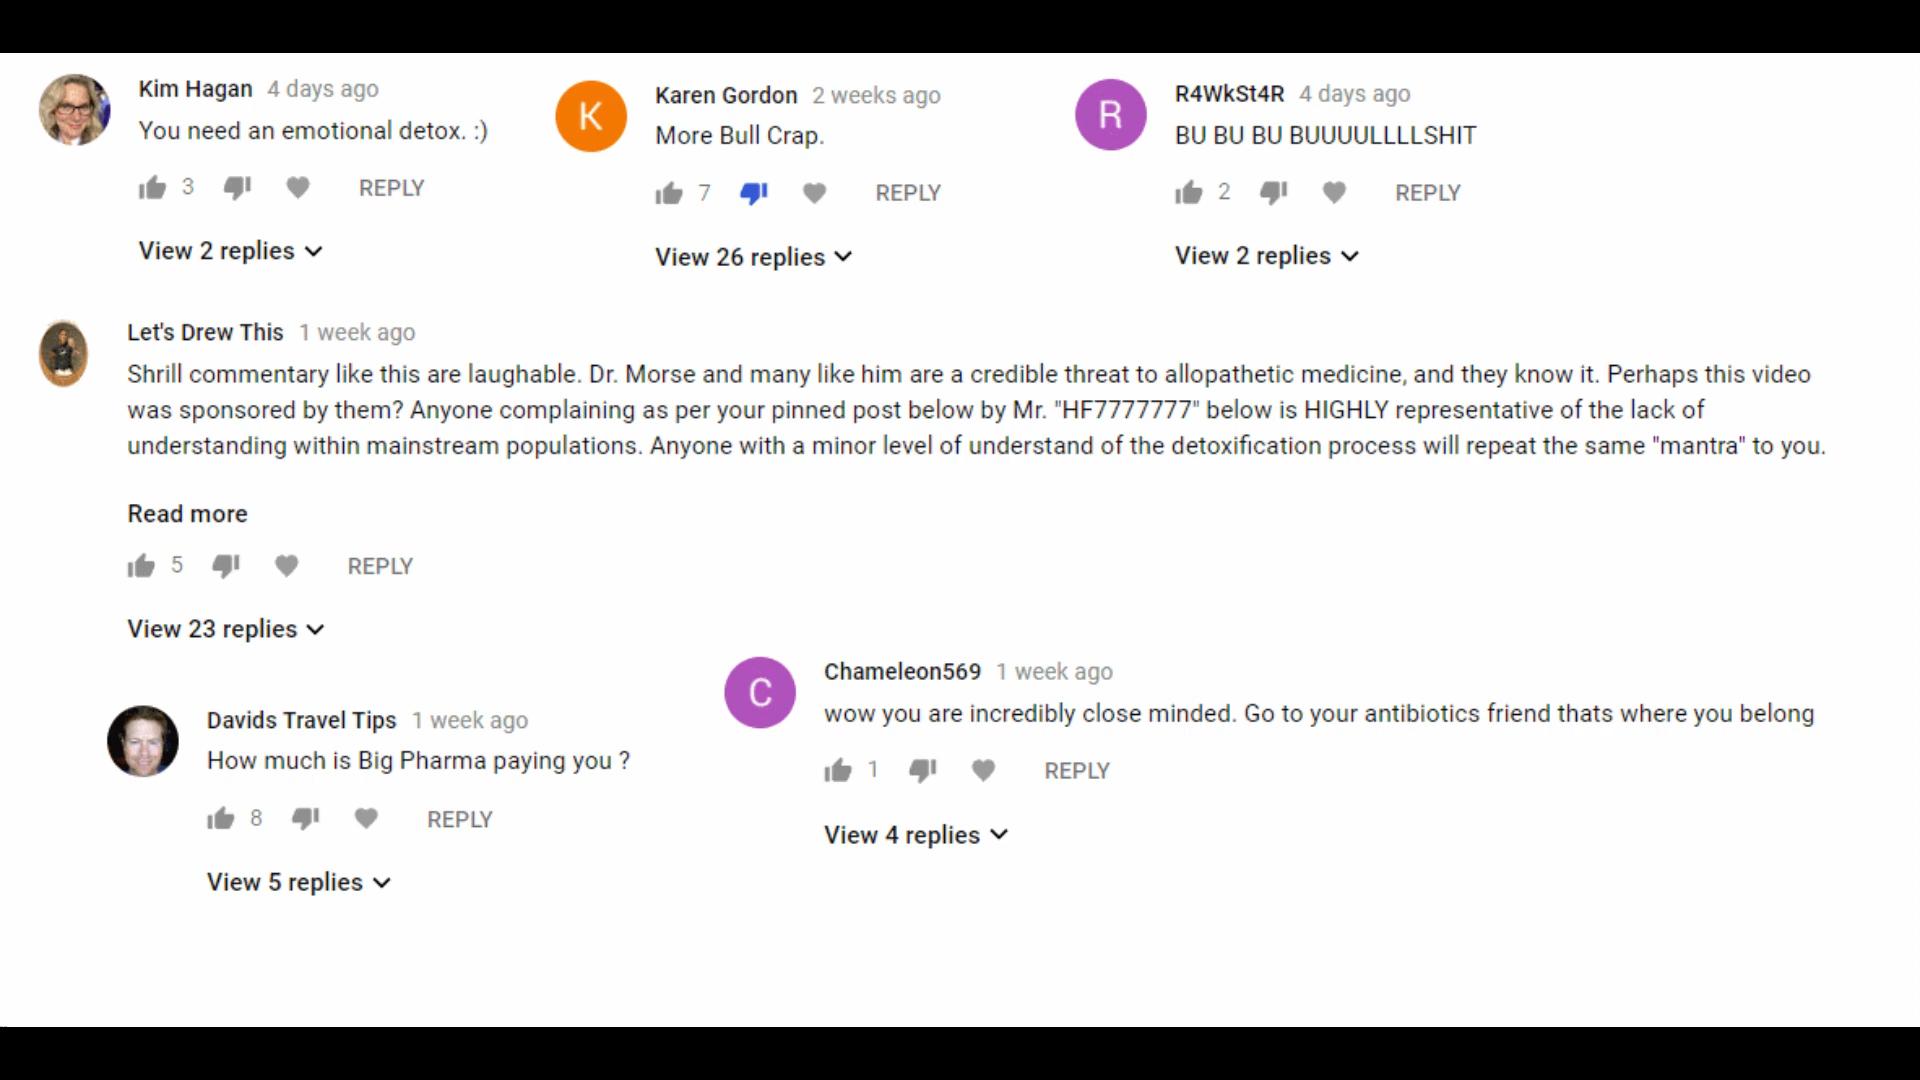 Kim Hagan 4 days ago
You need an emotional detox. :)
3 REPLY
View 2 replies
K
Karen Gordon 2 weeks ago
More Bull Crap.
7 REPLY
View 26 replies
R
R4WkSt4R 4 days ago
BU BU BU BUUUULLLLSHIT
2 REPLY
View 2 replies
Let's Drew This 1 week ago
Shrill commentary like this are laughable. Dr. Morse and many like him are a credible threat to allopathetic medicine, and they know it. Perhaps this video
was sponsored by them? Anyone complaining as per your pinned post below by Mr. "HF7777777" below is HIGHLY representative of the lack of
understanding within mainstream populations. Anyone with a minor level of understand of the detoxification process will repeat the same "mantra" to you.
Read more
5 REPLY
View 23 replies
Davids Travel Tips 1 week ago
How much is Big Pharma paying you ?
8 REPLY
View 5 replies
C
Chameleon569 1 week ago
wow you are incredibly close minded. Go to your antibiotics friend thats where you belong
1 REPLY
View 4 replies